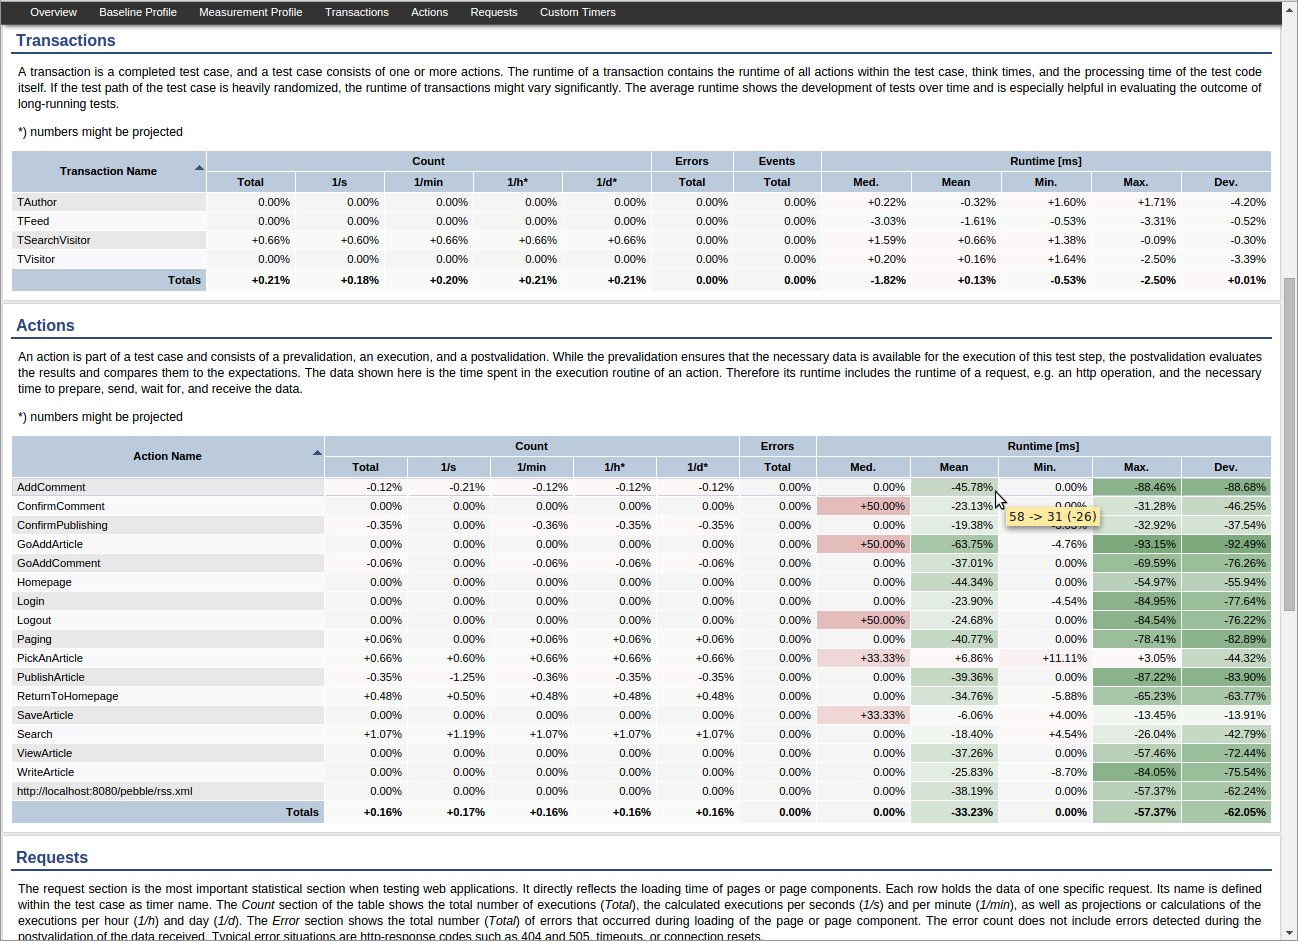 Overview Baseline Profile Measurement Profile Transactions Actions Requests Custom Timers
Transactions
A transaction is a completed test case, and a test case consists of one or more actions. The runtime of a transaction contains the runtime of all actions within the test case, think times, and the processing time of the test code
itself. If the test path of the test case is heavily randomized, the runtime of transactions might vary significantly. The average runtime shows the development of tests over time and is especially helpful in evaluating the outcome of
long-running tests.
*) numbers might be projected
Transaction Name Count Errors Events Runtime [ms]
Total 1/s 1/min 1/h* 1/d* Total Total Med. Mean Min. Max. Dev.
TAuthor 0.00% 0.00% 0.00% 0.00% 0.00% 0.00% 0.00% +0.22% -0.32% +1.60% +1.71% -4.20%
TFeed 0.00% 0.00% 0.00% 0.00% 0.00% 0.00% 0.00% -3.03% -1.61% -0.53% -3.31% -0.52%
TSearchVisitor +0.66% +0.60% +0.66% +0.66% +0.66% 0.00% 0.00% +1.59% +0.66% +1.38% -0.09% -0.30%
TVisitor 0.00% 0.00% 0.00% 0.00% 0.00% 0.00% 0.00% +0.20% +0.16% +1.64% -2.50% -3.39%
Totals +0.21% +0.18% +0.20% +0.21% +0.21% 0.00% 0.00% -1.82% +0.13% -0.53% -2.50% +0.01%
Actions
An action is part of a test case and consists of a prevalidation, an execution, and a postvalidation. While the prevalidation ensures that the necessary data is available for the execution of this test step, the postvalidation evaluates
the results and compares them to the expectations. The data shown here is the time spent in the execution routine of an action. Therefore its runtime includes the runtime of a request, e.g. an http operation, and the necessary
time to prepare, send, wait for, and receive the data.
*) numbers might be projected
Action Name Count Errors Runtime [ms]
Total 1/s 1/min 1/h* 1/d* Total Med. Mean Min. Max. Dev.
AddComment -0.12% -0.21% -0.12% -0.12% -0.12% 0.00% 0.00% -45.78% 0.00% -88.46% -88.68%
ConfirmComment 0.00% 0.00% 0.00% 0.00% 0.00% 0.00% +50.00% -23.13% 0.00% -31.28% -46.25%
58 -> 31 (-26)
ConfirmPublishing -0.35% 0.00% -0.36% -0.35% -0.35% 0.00% 0.00% -19.38% -32.92% -37.54%
GoAddArticle 0.00% 0.00% 0.00% 0.00% 0.00% 0.00% +50.00% -63.75% -4.76% -93.15% -92.49%
GoAddComment -0.06% 0.00% -0.06% -0.06% -0.06% 0.00% 0.00% -37.01% 0.00% -69.59% -76.26%
Homepage 0.00% 0.00% 0.00% 0.00% 0.00% 0.00% 0.00% -44.34% 0.00% -54.97% -55.94%
Login 0.00% 0.00% 0.00% 0.00% 0.00% 0.00% 0.00% -23.90% -4.54% -84.95% -77.64%
Logout 0.00% 0.00% 0.00% 0.00% 0.00% 0.00% +50.00% -24.68% 0.00% -84.54% -76.22%
Paging +0.06% 0.00% +0.06% +0.06% +0.06% 0.00% 0.00% -40.77% 0.00% -78.41% -82.89%
PickAnArticle +0.66% +0.60% +0.66% +0.66% +0.66% 0.00% +33.33% +6.86% +11.11% +3.05% -44.32%
PublishArticle -0.35% -1.25% -0.36% -0.35% -0.35% 0.00% 0.00% -39.36% 0.00% -87.22% -83.90%
ReturnToHomepage +0.48% +0.50% +0.48% +0.48% +0.48% 0.00% 0.00% -34.76% -5.88% -65.23% -63.77%
SaveArticle 0.00% 0.00% 0.00% 0.00% 0.00% 0.00% +33.33% -6.06% +4.00% -13.45% -13.91%
Search +1.07% +1.19% +1.07% +1.07% +1.07% 0.00% 0.00% -18.40% +4.54% -26.04% -42.79%
ViewArticle 0.00% 0.00% 0.00% 0.00% 0.00% 0.00% 0.00% -37.26% 0.00% -57.46% -72.44%
WriteArticle 0.00% 0.00% 0.00% 0.00% 0.00% 0.00% 0.00% -25.83% -8.70% -84.05% -75.54%
http://localhost:8080/pebble/rss.xml 0.00% 0.00% 0.00% 0.00% 0.00% 0.00% 0.00% -38.19% 0.00% -57.37% -62.24%
Totals +0.16% +0.17% +0.16% +0.16% +0.16% 0.00% 0.00% -33.23% 0.00% -57.37% -62.05%
Requests
The request section is the most important statistical section when testing web applications. It directly reflects the loading time of pages or page components. Each row holds the data of one specific request. Its name is defined
within the test case as timer name. The Count section of the table shows the total number of executions (Total), the calculated executions per seconds (1/s) and per minute (1/min), as well as projections or calculations of the
executions per hour (1/h) and day (1/d). The Error section shows the total number (Total) of errors that occurred during loading of the page or page component. The error count does not include errors detected during the
postvalidation of the data received. Typical error situations are http-response codes such as 404 and 505, timeouts, or connection resets.